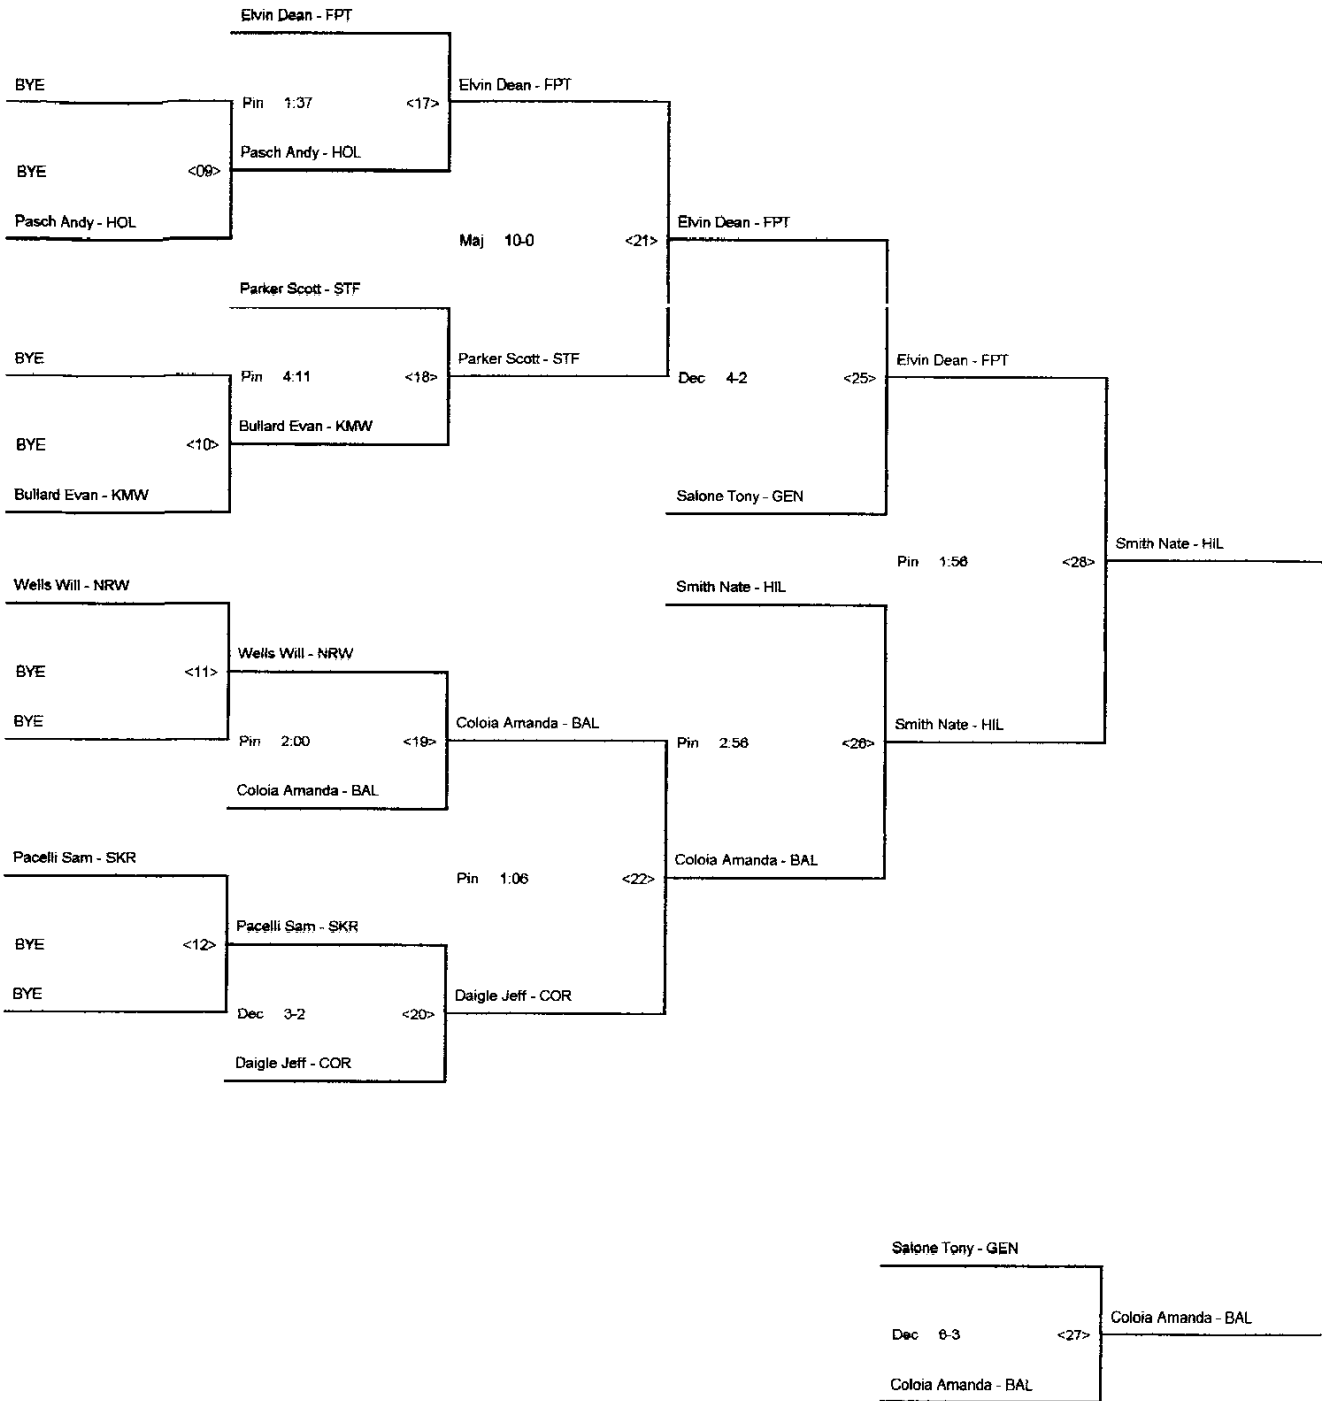 Elvin Dean - FPT
BYE
Pin 1:37 <17>
Elvin Dean - FPT
BYE <09>
Pasch Andy - HOL
Pasch Andy - HOL
Maj 10-0 <21>
Elvin Dean - FPT
Parker Scott - STF
BYE
Pin 4:11 <18>
Parker Scott - STF
Dec 4-2 <25>
Elvin Dean - FPT
BYE <10>
Bullard Evan - KMW
Bullard Evan - KMW
Salone Tony - GEN
Pin 1:56 <28>
Smith Nate - HIL
Wells Will - NRW
Smith Nate - HIL
BYE <11>
Wells Will - NRW
BYE
Pin 2:00 <19>
Coloia Amanda - BAL
Pin 2:56 <26>
Smith Nate - HIL
Coloia Amanda - BAL
Pacelli Sam - SKR
Pin 1:06 <22>
Coloia Amanda - BAL
BYE <12>
Pacelli Sam - SKR
BYE
Dec 3-2 <20>
Daigle Jeff - COR
Daigle Jeff - COR
Salone Tony - GEN
Dec 6-3 <27>
Coloia Amanda - BAL
Coloia Amanda - BAL